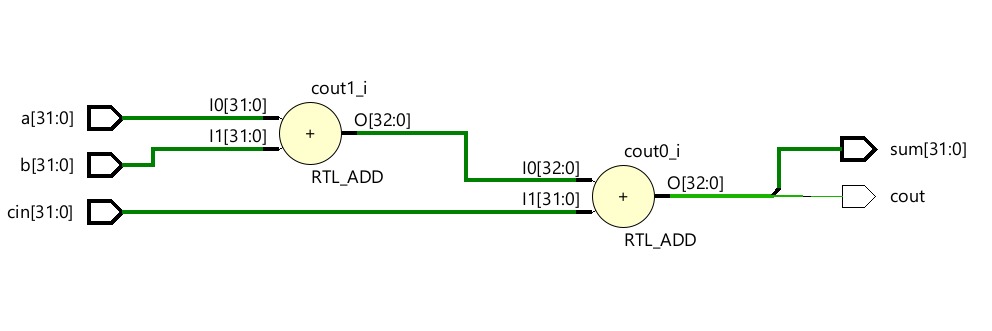 cout1_i
a[31:0]
I0[31:0]
O[32:0]
+
I1[31:0]
b[31:0]
RTL_ADD
cin[31:0]
cout0_i
I0[32:0]
O[32:0]
+
I1[31:0]
RTL_ADD
sum[31:0]
cout